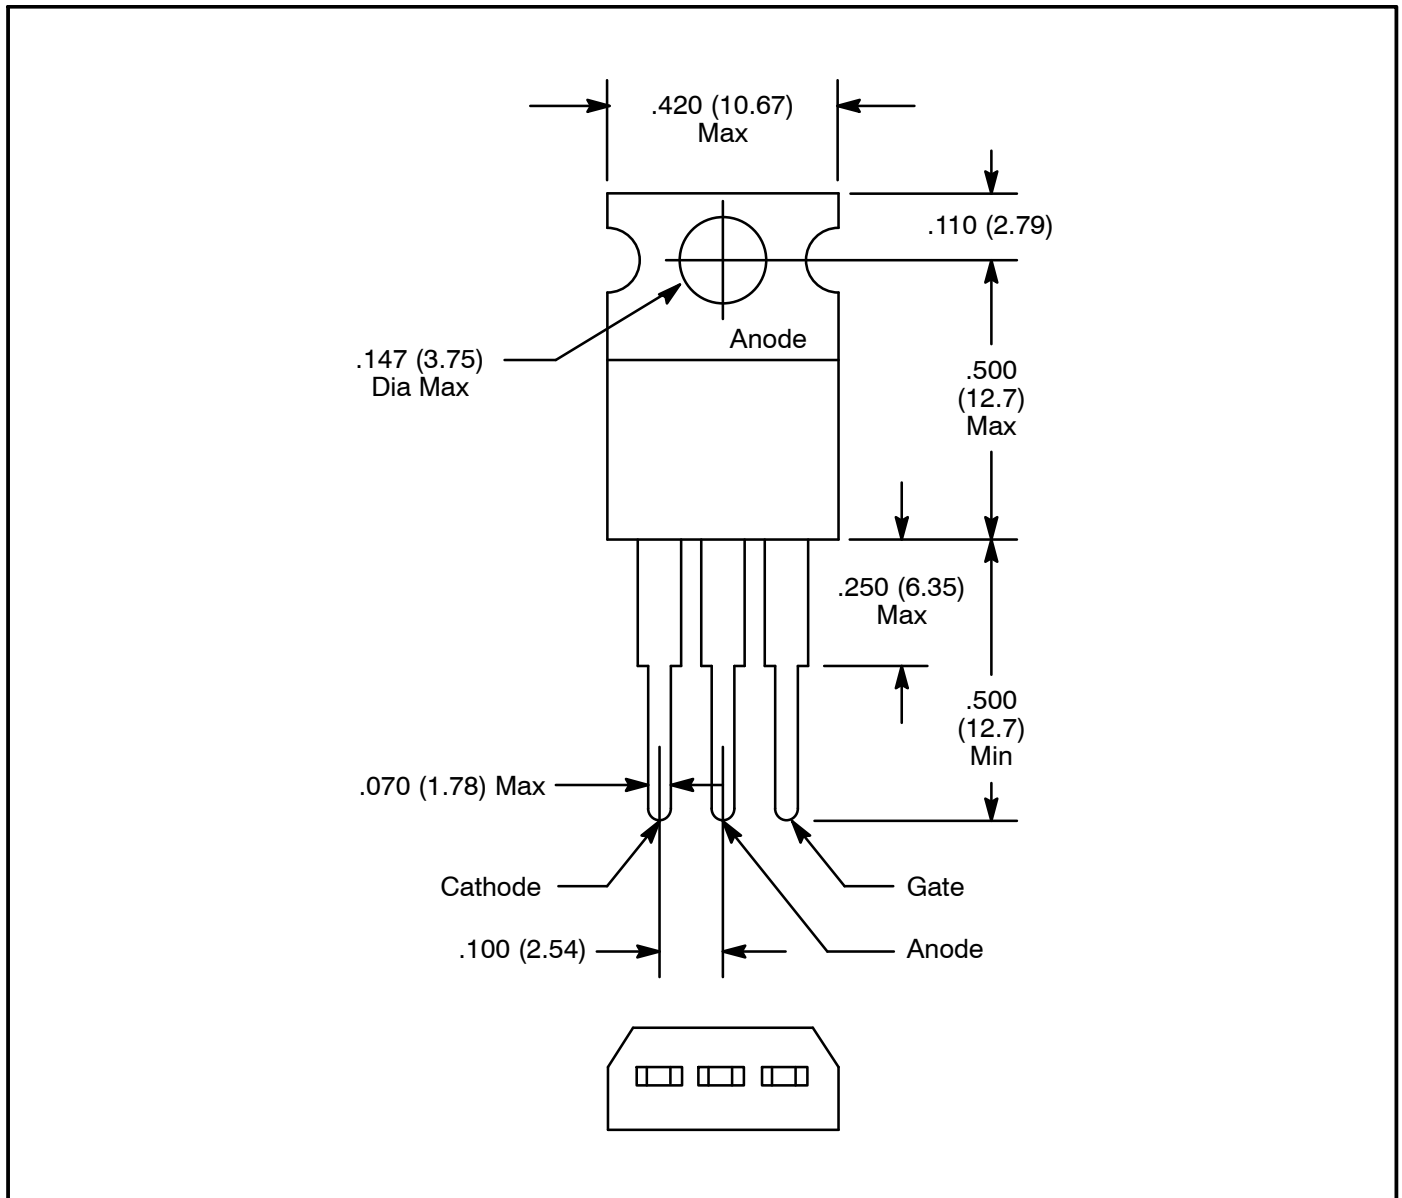 .420 (10.67)
Max
.110 (2.79)
Anode
.147 (3.75)
Dia Max
.500
(12.7)
Max
.250 (6.35)
Max
.500
(12.7)
Min
.070 (1.78) Max
Cathode
Gate
.100 (2.54)
Anode